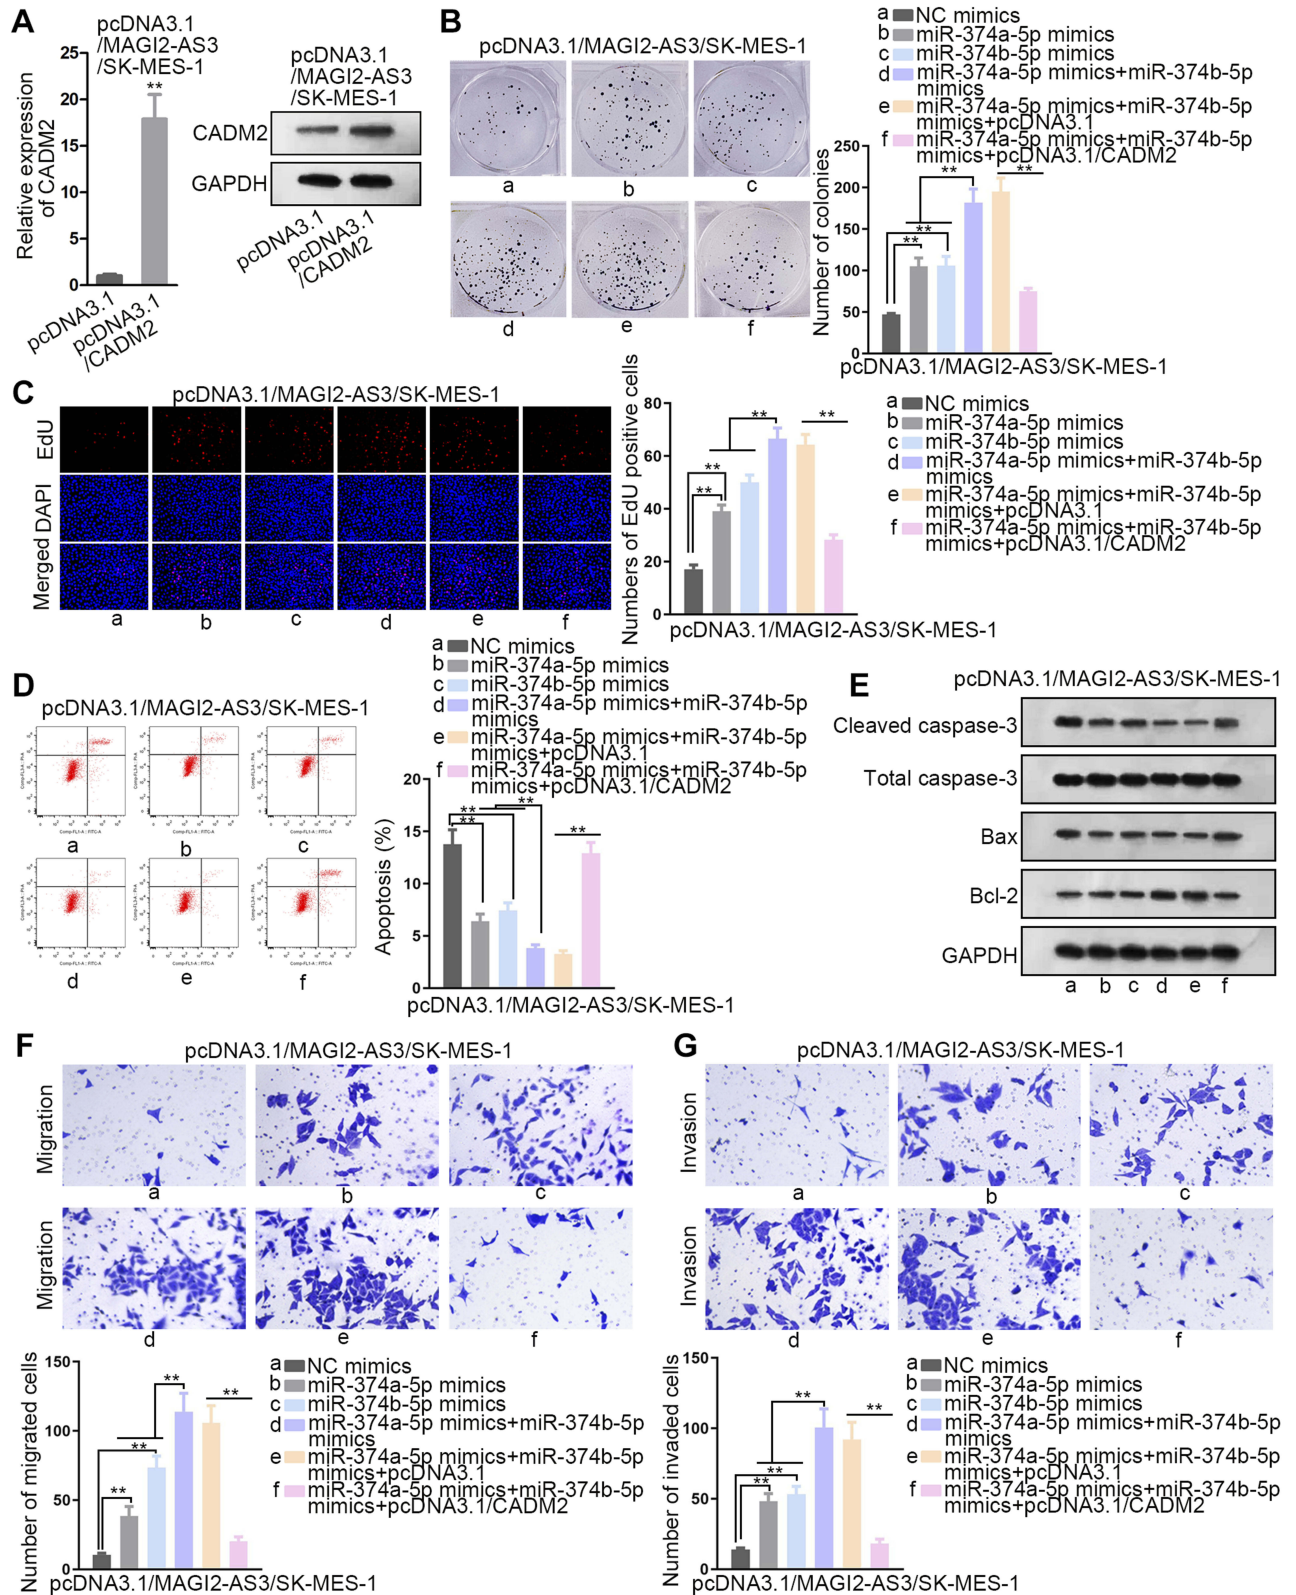 A
pcDNA3.1
/MAGI2-AS3
/SK-MES-1
Relative expression
of CADM2
25
20
15
10
5
0
**
pcDNA3.1
pcDNA3.1
/CADM2
pcDNA3.1
/MAGI2-AS3
/SK-MES-1
CADM2
GAPDH
pcDNA3.1
pcDNA3.1
/CADM2
B
pcDNA3.1/MAGI2-AS3/SK-MES-1
a b c
d e f
a NC mimics
b miR-374a-5p mimics
c miR-374b-5p mimics
d miR-374a-5p mimics+miR-374b-5p
mimics
e miR-374a-5p mimics+miR-374b-5p
mimics+pcDNA3.1
f miR-374a-5p mimics+miR-374b-5p
mimics+pcDNA3.1/CADM2
Number of colonies
250
200
150
100
50
0
** **
**
**
pcDNA3.1/MAGI2-AS3/SK-MES-1
C
pcDNA3.1/MAGI2-AS3/SK-MES-1
EdU
DAPI
Merged
a b c d e f
Numbers of EdU positive cells
80
60
40
20
0
** **
**
**
pcDNA3.1/MAGI2-AS3/SK-MES-1
a NC mimics
b miR-374a-5p mimics
c miR-374b-5p mimics
d miR-374a-5p mimics+miR-374b-5p
mimics
e miR-374a-5p mimics+miR-374b-5p
mimics+pcDNA3.1
f miR-374a-5p mimics+miR-374b-5p
mimics+pcDNA3.1/CADM2
D
pcDNA3.1/MAGI2-AS3/SK-MES-1
a b c
d e f
a NC mimics
b miR-374a-5p mimics
c miR-374b-5p mimics
d miR-374a-5p mimics+miR-374b-5p
mimics
e miR-374a-5p mimics+miR-374b-5p
mimics+pcDNA3.1
f miR-374a-5p mimics+miR-374b-5p
mimics+pcDNA3.1/CADM2
Apoptosis (%)
20
15
10
5
0
**
**
**
**
pcDNA3.1/MAGI2-AS3/SK-MES-1
E
pcDNA3.1/MAGI2-AS3/SK-MES-1
Cleaved caspase-3
Total caspase-3
Bax
Bcl-2
GAPDH
a b c d e f
F
pcDNA3.1/MAGI2-AS3/SK-MES-1
Migration
a b c
Migration
d e f
Number of migrated cells
150
100
50
0
**
**
**
**
pcDNA3.1/MAGI2-AS3/SK-MES-1
a NC mimics
b miR-374a-5p mimics
c miR-374b-5p mimics
d miR-374a-5p mimics+miR-374b-5p
mimics
e miR-374a-5p mimics+miR-374b-5p
mimics+pcDNA3.1
f miR-374a-5p mimics+miR-374b-5p
mimics+pcDNA3.1/CADM2
G
pcDNA3.1/MAGI2-AS3/SK-MES-1
Invasion
a b c
Invasion
d e f
Number of invaded cells
150
100
50
0
**
**
**
**
pcDNA3.1/MAGI2-AS3/SK-MES-1
a NC mimics
b miR-374a-5p mimics
c miR-374b-5p mimics
d miR-374a-5p mimics+miR-374b-5p
mimics
e miR-374a-5p mimics+miR-374b-5p
mimics+pcDNA3.1
f miR-374a-5p mimics+miR-374b-5p
mimics+pcDNA3.1/CADM2